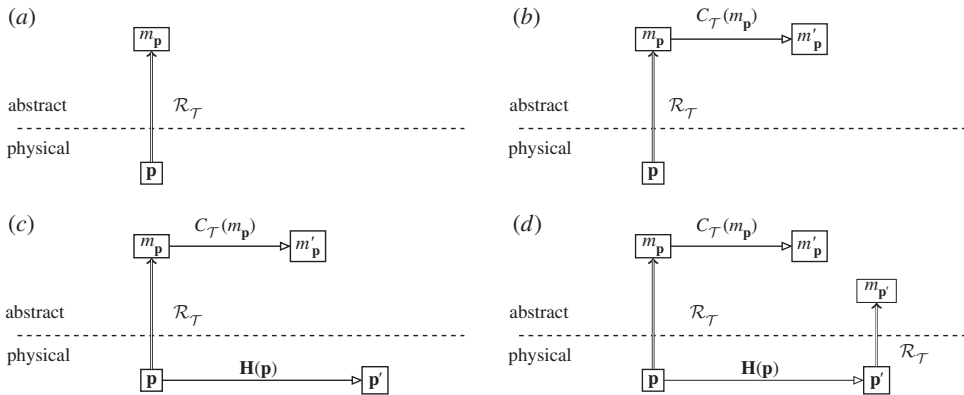 (a)
m_p
abstract
R_T
physical
p
(b)
C_T(m_p)
m_p
m′_p
abstract
R_T
physical
p
(c)
C_T(m_p)
m_p
m′_p
abstract
R_T
physical
H(p)
p
p′
(d)
C_T(m_p)
m_p
m′_p
m_p′
abstract
R_T
physical
R_T
H(p)
p
p′